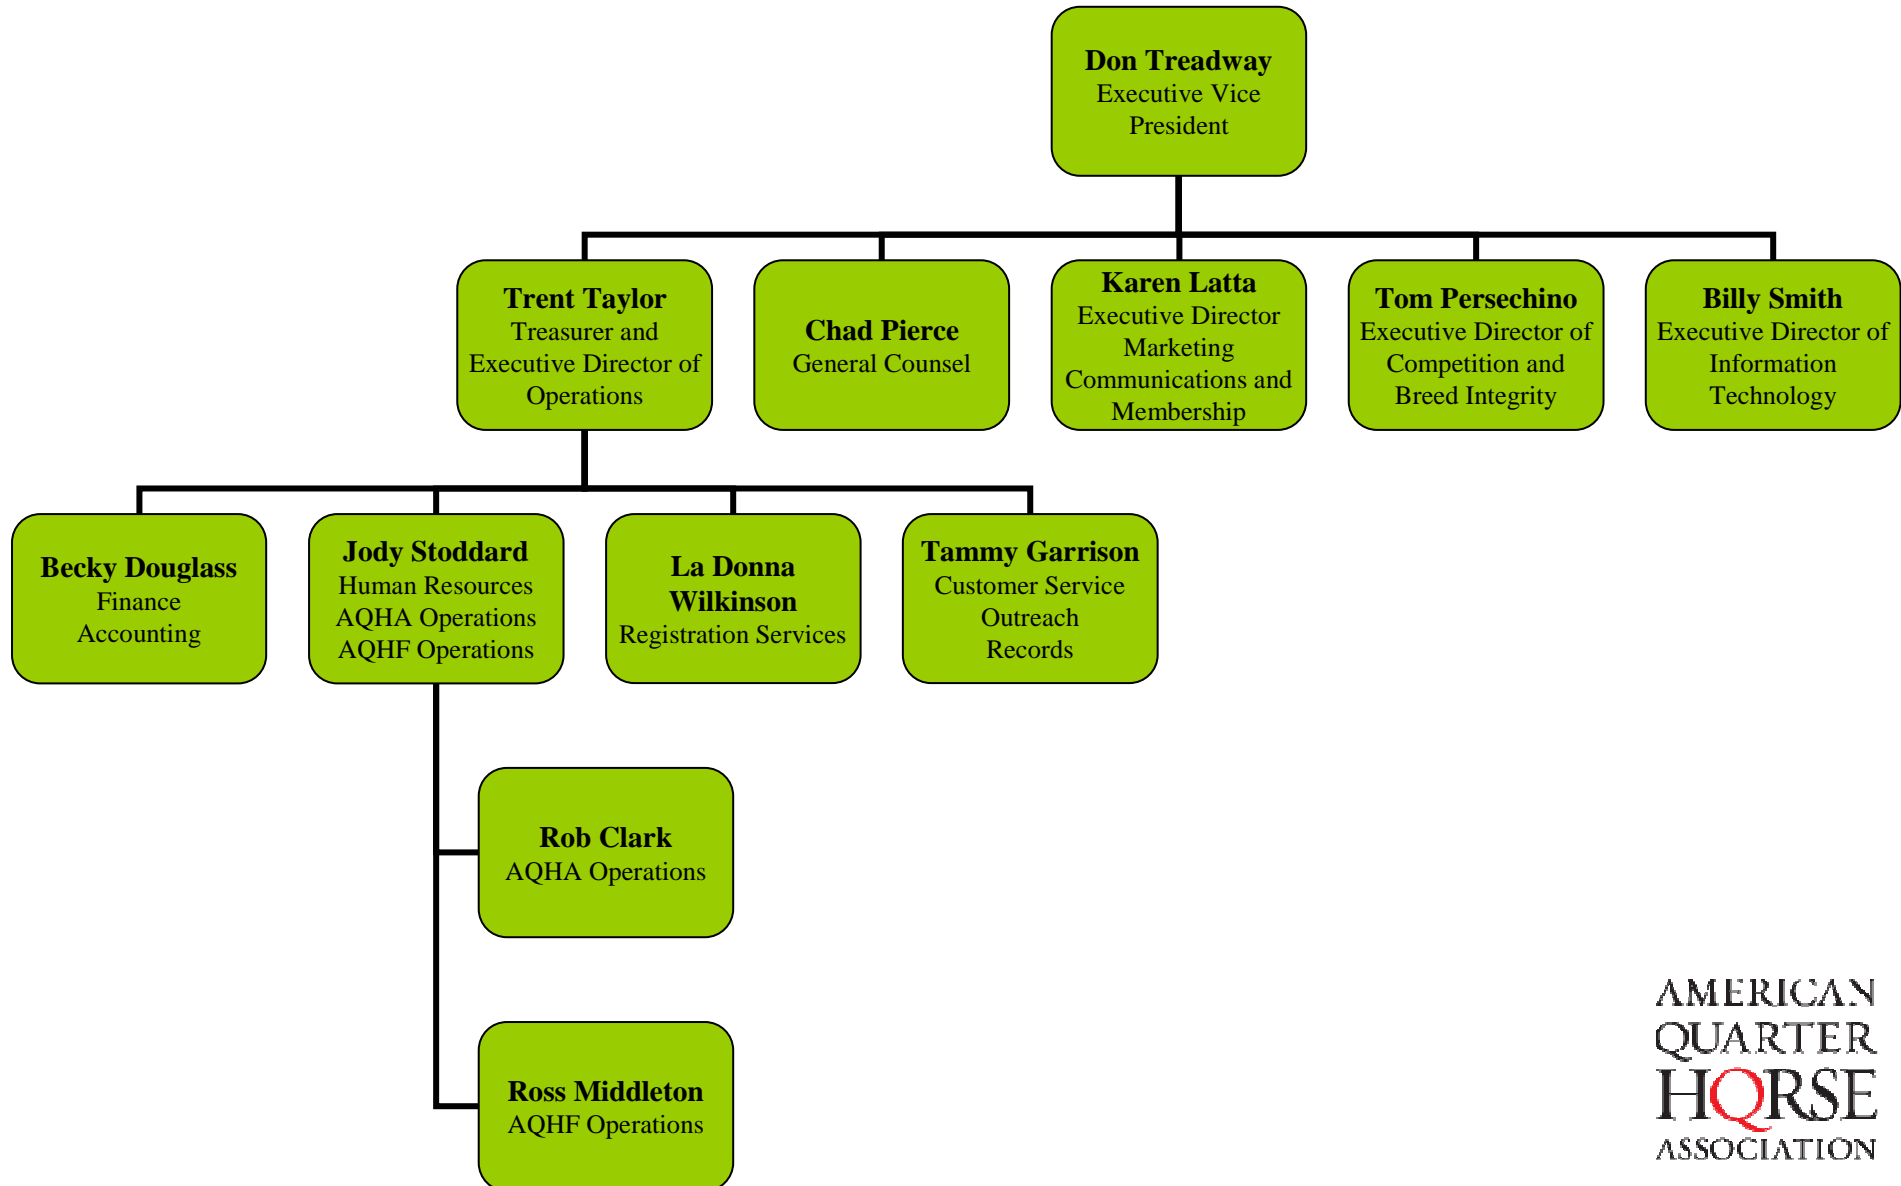 Don Treadway
Executive Vice
President
Trent Taylor
Treasurer and
Executive Director of
Operations
Chad Pierce
General Counsel
Karen Latta
Executive Director
Marketing
Communications and
Membership
Tom Persechino
Executive Director of
Competition and
Breed Integrity
Billy Smith
Executive Director of
Information
Technology
Becky Douglass
Finance
Accounting
Jody Stoddard
Human Resources
AQHA Operations
AQHF Operations
La Donna
Wilkinson
Registration Services
Tammy Garrison
Customer Service
Outreach
Records
Rob Clark
AQHA Operations
Ross Middleton
AQHF Operations
AMERICAN
QUARTER
HQRSE
ASSOCIATION